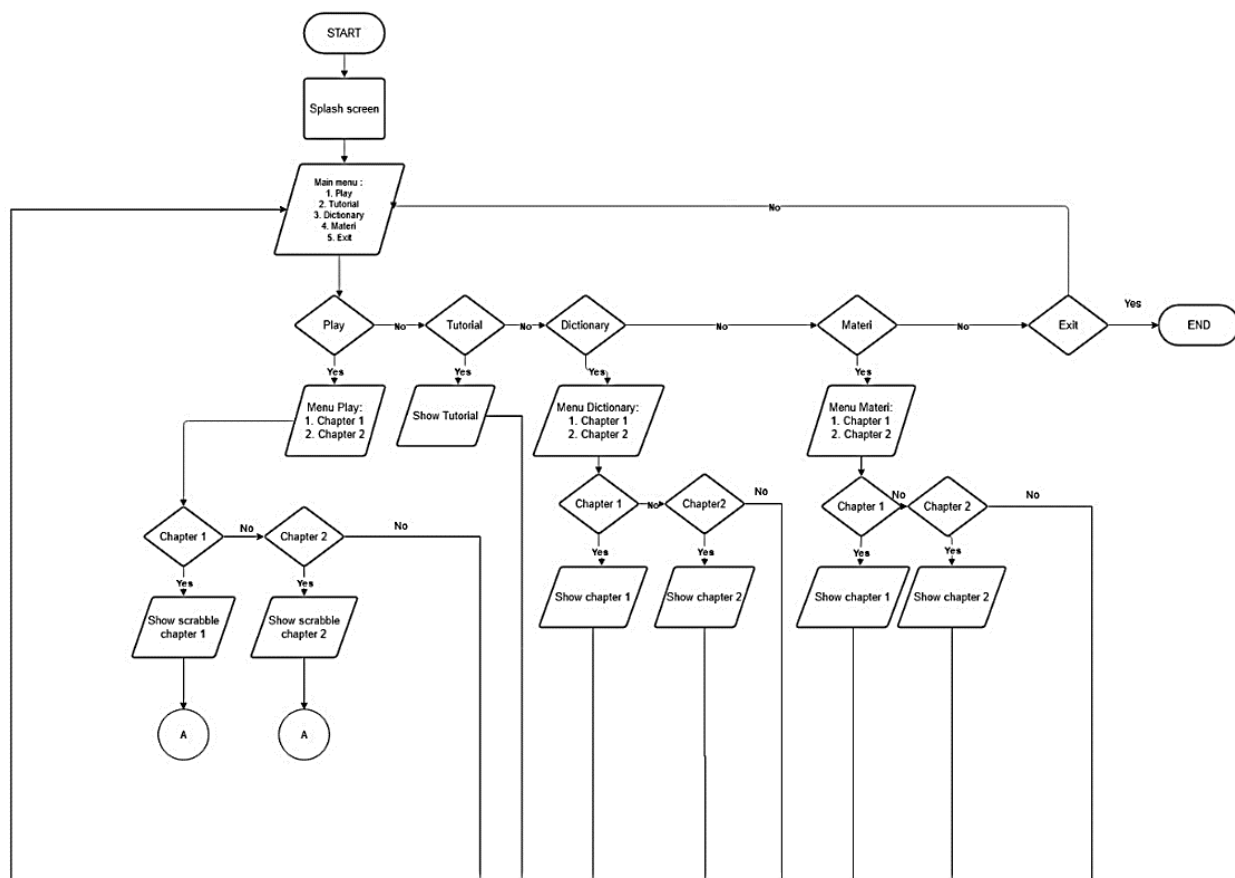 START
Splash screen
Main menu :
1. Play
2. Tutorial
3. Dictionary
4. Materi
5. Exit
No
Play
No
Tutorial
No
Dictionary
No
Materi
No
Exit
Yes
END
Yes
Yes
Yes
Yes
Menu Play:
1. Chapter 1
2. Chapter 2
Show Tutorial
Menu Dictionary:
1. Chapter 1
2. Chapter 2
Menu Materi:
1. Chapter 1
2. Chapter 2
Chapter 1
No
Chapter 2
No
Chapter 1
No
Chapter2
No
Chapter 1
No
Chapter 2
No
Yes
Yes
Yes
Yes
Yes
Yes
Show scrabble
chapter 1
Show scrabble
chapter 2
Show chapter 1
Show chapter 2
Show chapter 1
Show chapter 2
A
A